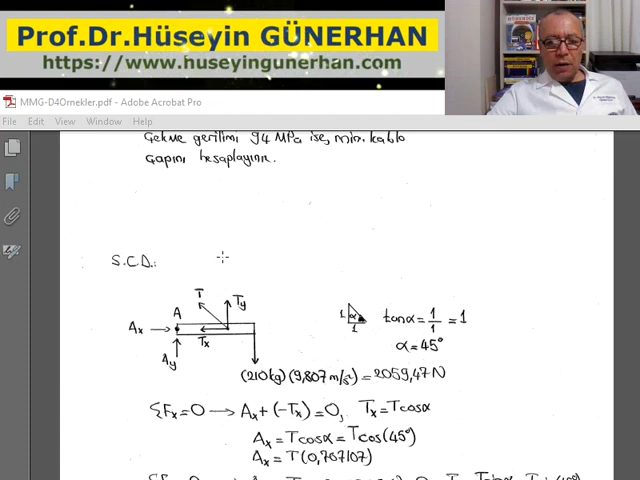 Prof.Dr.Hüseyin GÜNERHAN
https://www.huseyingunerhan.com
MMG-D4Ornekler.pdf - Adobe Acrobat Pro
File Edit View Window Help
Çekme gerilimi 94 MPa ise, min. kablo
çapını hesaplayınız.
S.C.D.:
A T Ty
Ax Tx
Ay
1 α 1
tanα = 1/1 = 1
α = 45°
(210kg)(9,807 m/s²) = 2059,47 N
ΣFx=0 → Ax+(-Tx)=0, Tx=Tcosα
Ax = Tcosα = Tcos(45°)
Ax = T(0,707107)